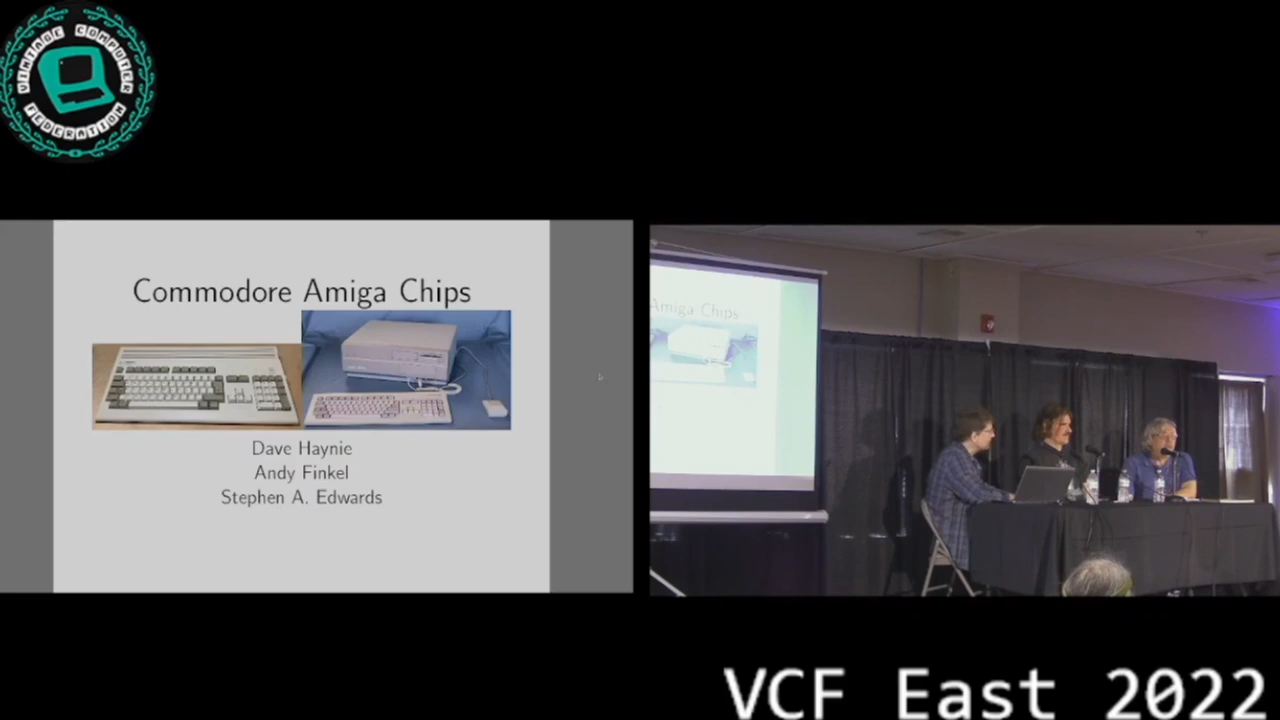 VINTAGE COMPUTER
FEDERATION
Commodore Amiga Chips
Dave Haynie
Andy Finkel
Stephen A. Edwards
Amiga Chips
VCF East 2022